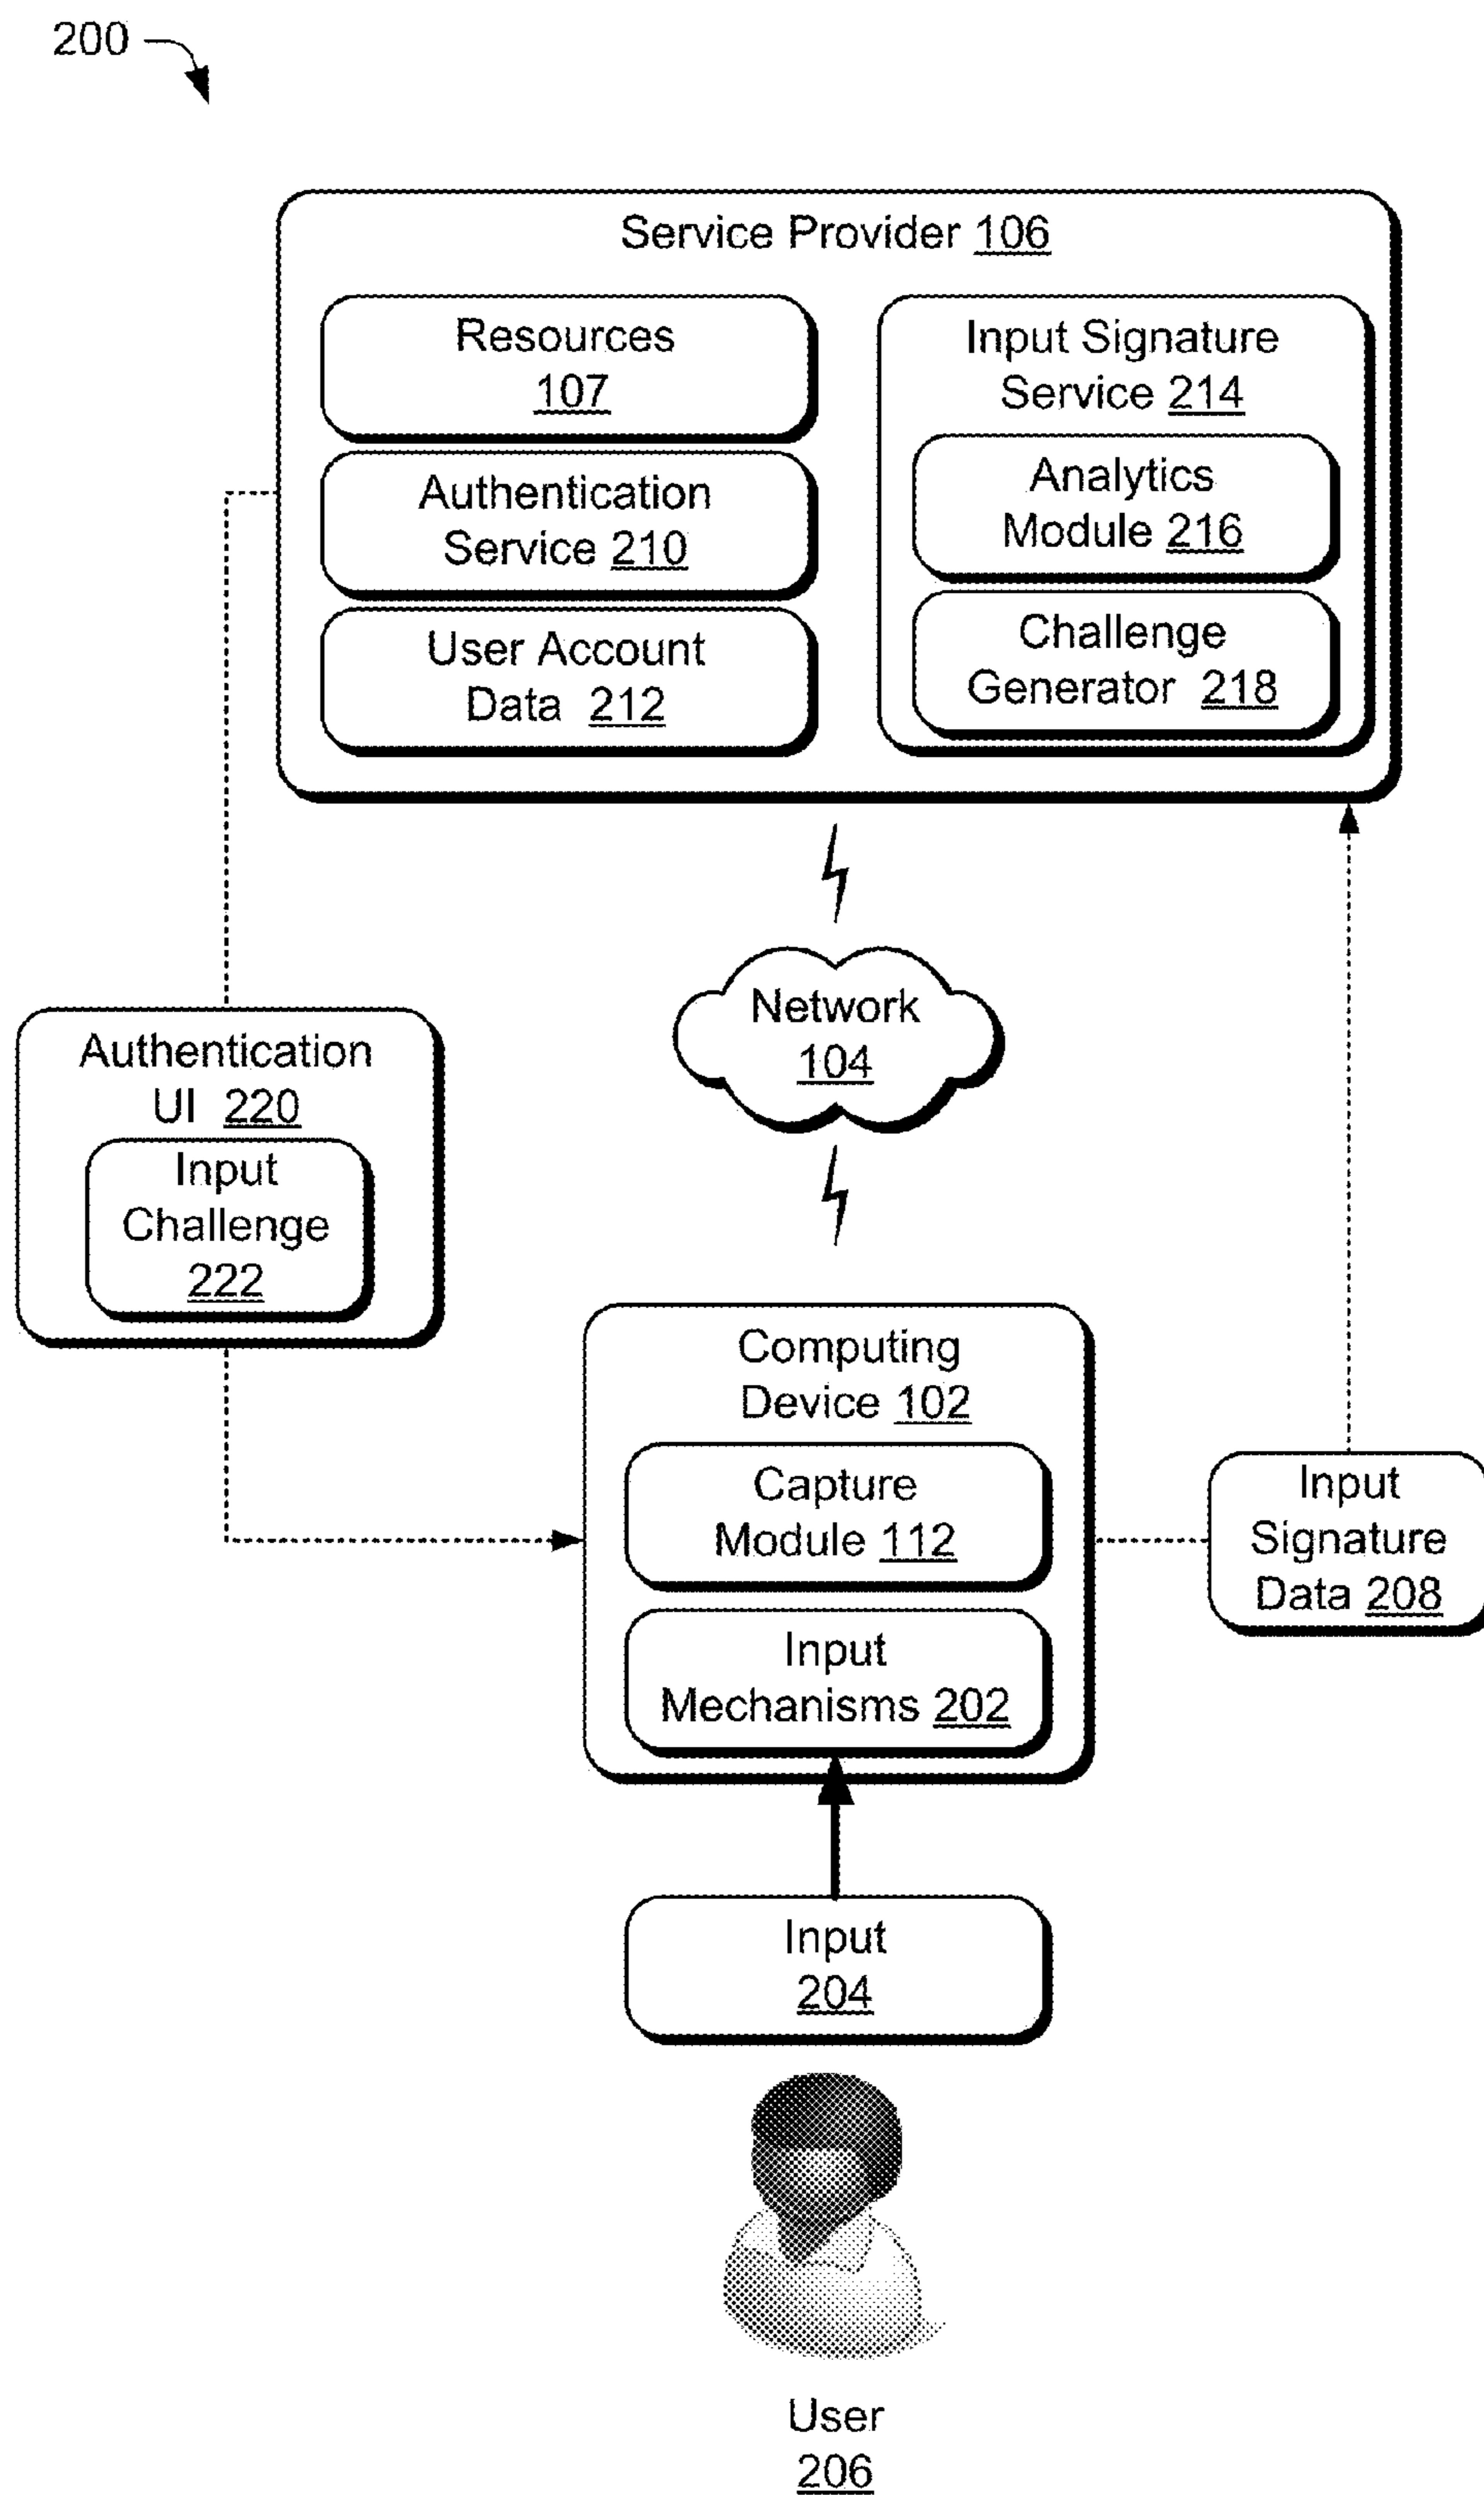 200
Service Provider 106
Resources
107
Authentication
Service 210
User Account
Data 212
Input Signature
Service 214
Analytics
Module 216
Challenge
Generator 218
Network
104
Authentication
UI 220
Input
Challenge
222
Computing
Device 102
Capture
Module 112
Input
Mechanisms 202
Input
Signature
Data 208
Input
204
User
206